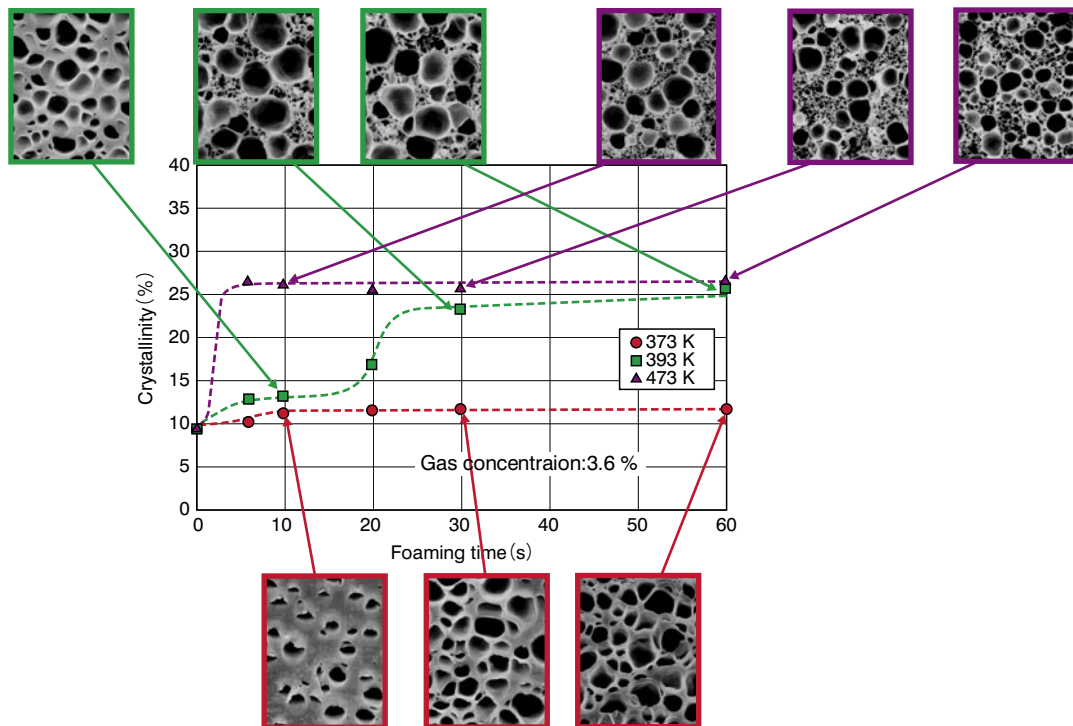 40
35
30
25
20
15
10
5
0
Crystallinity(%)
373 K
393 K
473 K
Gas concentraion:3.6 %
0 10 20 30 40 50 60
Foaming time(s)